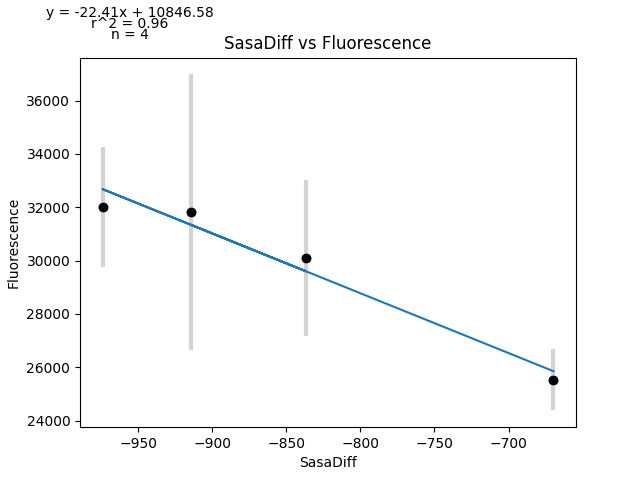 y = -22.41x + 10846.58
r^2 = 0.96
n = 4
SasaDiff vs Fluorescence
36000
34000
32000
30000
28000
26000
24000
Fluorescence
−950
−900
−850
−800
−750
−700
SasaDiff